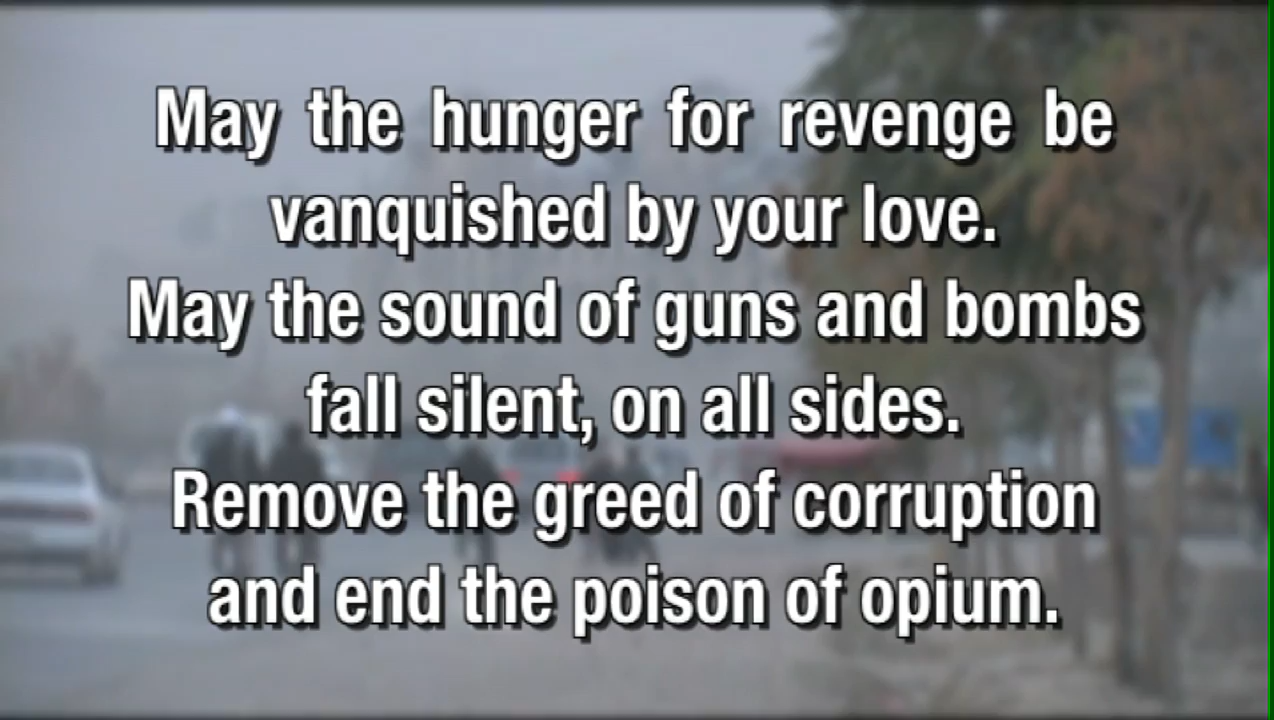 May the hunger for revenge be
vanquished by your love.
May the sound of guns and bombs
fall silent, on all sides.
Remove the greed of corruption
and end the poison of opium.